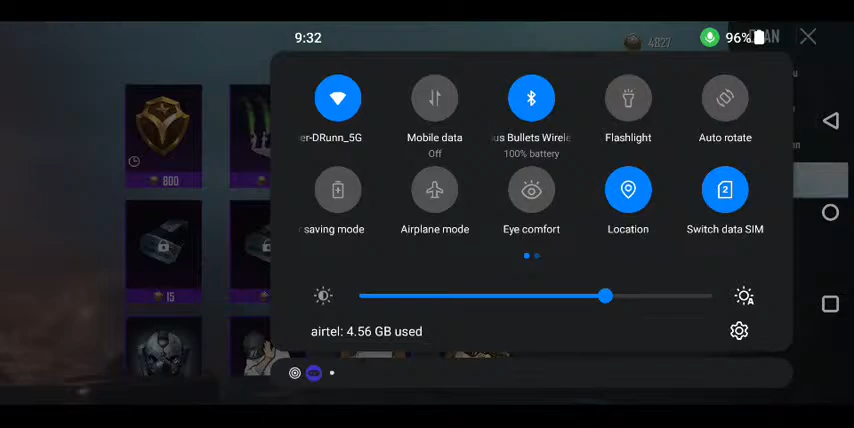 9:32
4827
96%
er-DRunn_5G
Mobile data
Off
us Bullets Wirele
100% battery
Flashlight
Auto rotate
saving mode
Airplane mode
Eye comfort
Location
2
Switch data SIM
800
15
A
airtel: 4.56 GB used